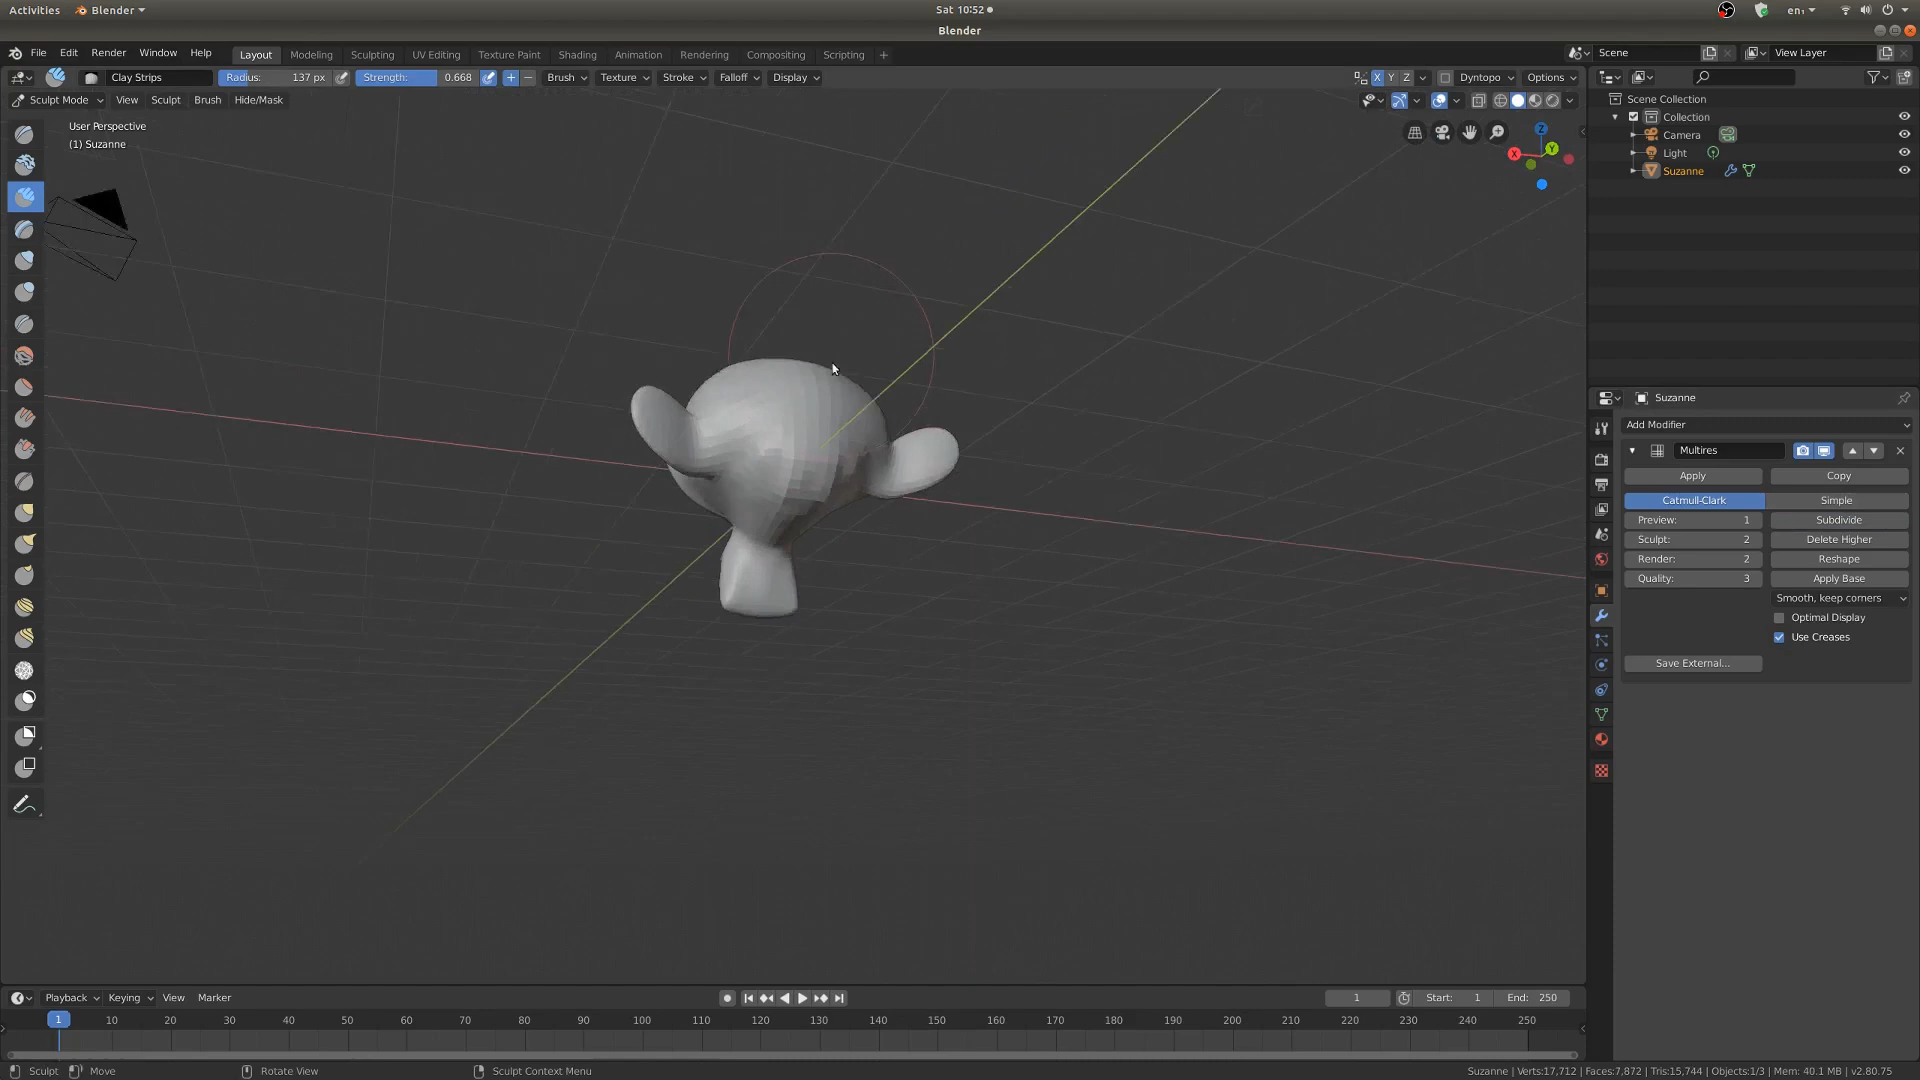 Activities Blender Sat 10:52 en₁
Blender
File Edit Render Window Help Layout Modeling Sculpting UV Editing Texture Paint Shading Animation Rendering Compositing Scripting + Scene View Layer
Clay Strips Radius: 137 px Strength: 0.668 + − Brush Texture Stroke Falloff Display X Y Z Dyntopo Options
Sculpt Mode View Sculpt Brush Hide/Mask
Scene Collection
Collection
Camera
Light
Suzanne
User Perspective
(1) Suzanne
Z
Y
X
Suzanne
Add Modifier
Multires
Apply Copy
Catmull-Clark Simple
Preview: 1 Subdivide
Sculpt: 2 Delete Higher
Render: 2 Reshape
Quality: 3 Apply Base
Smooth, keep corners
Optimal Display
Use Creases
Save External...
Playback Keying View Marker 1 Start: 1 End: 250
1 10 20 30 40 50 60 70 80 90 100 110 120 130 140 150 160 170 180 190 200 210 220 230 240 250
Sculpt Move Rotate View Sculpt Context Menu Suzanne | Verts:17,712 | Faces:7,872 | Tris:15,744 | Objects:1/3 | Mem: 40.1 MB | v2.80.75